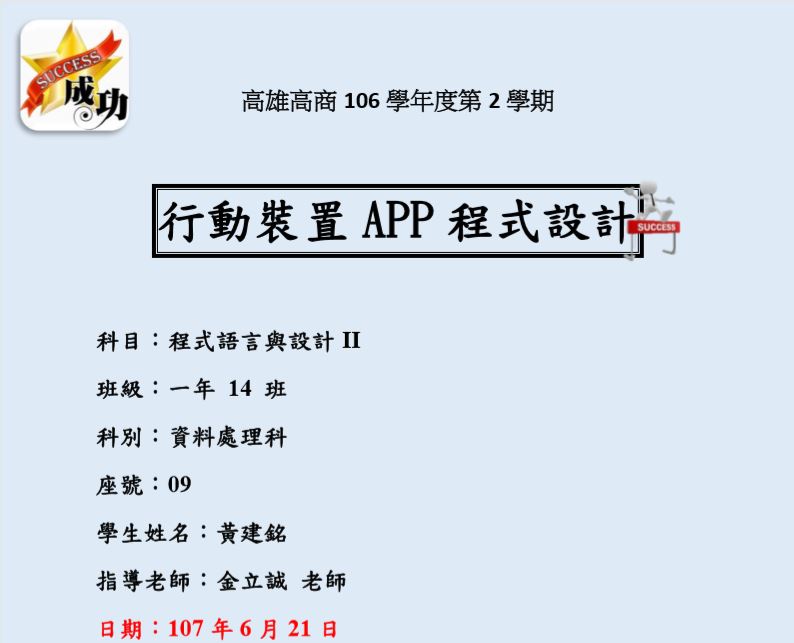 SUCCESS
成功
高雄高商 106 學年度第 2 學期
行動裝置 APP 程式設計
SUCCESS
科目：程式語言與設計 II
班級：一年 14 班
科別：資料處理科
座號：09
學生姓名：黃建銘
指導老師：金立誠 老師
日期：107 年 6 月 21 日